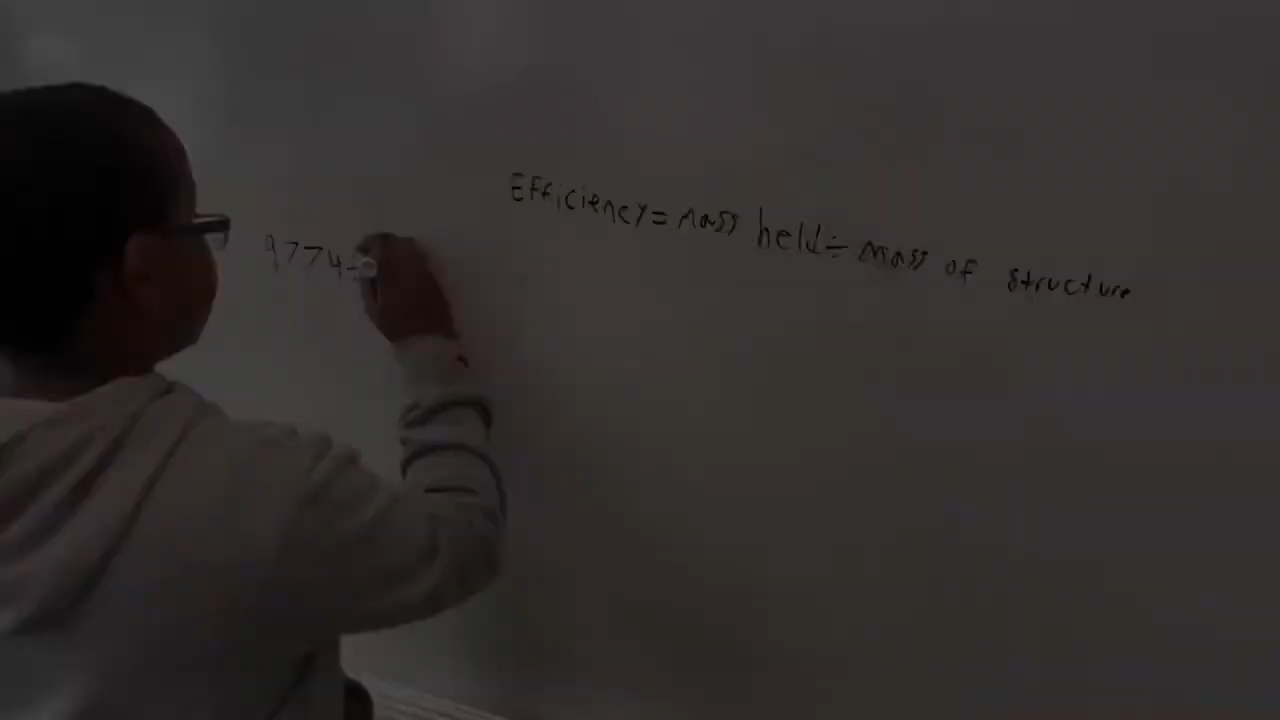 Efficiency = mass held ÷ mass of structure
9774 ÷